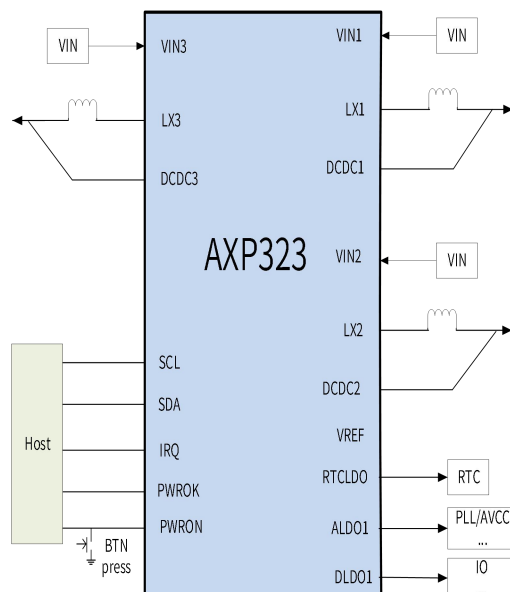 VIN
VIN3
VIN1
VIN
LX3
LX1
DCDC3
DCDC1
AXP323
VIN2
VIN
LX2
SCL
DCDC2
SDA
Host
VREF
IRQ
RTCLDO
RTC
PWROK
PLL/AVCC
...
PWRON
ALDO1
BTN
press
IO
DLDO1